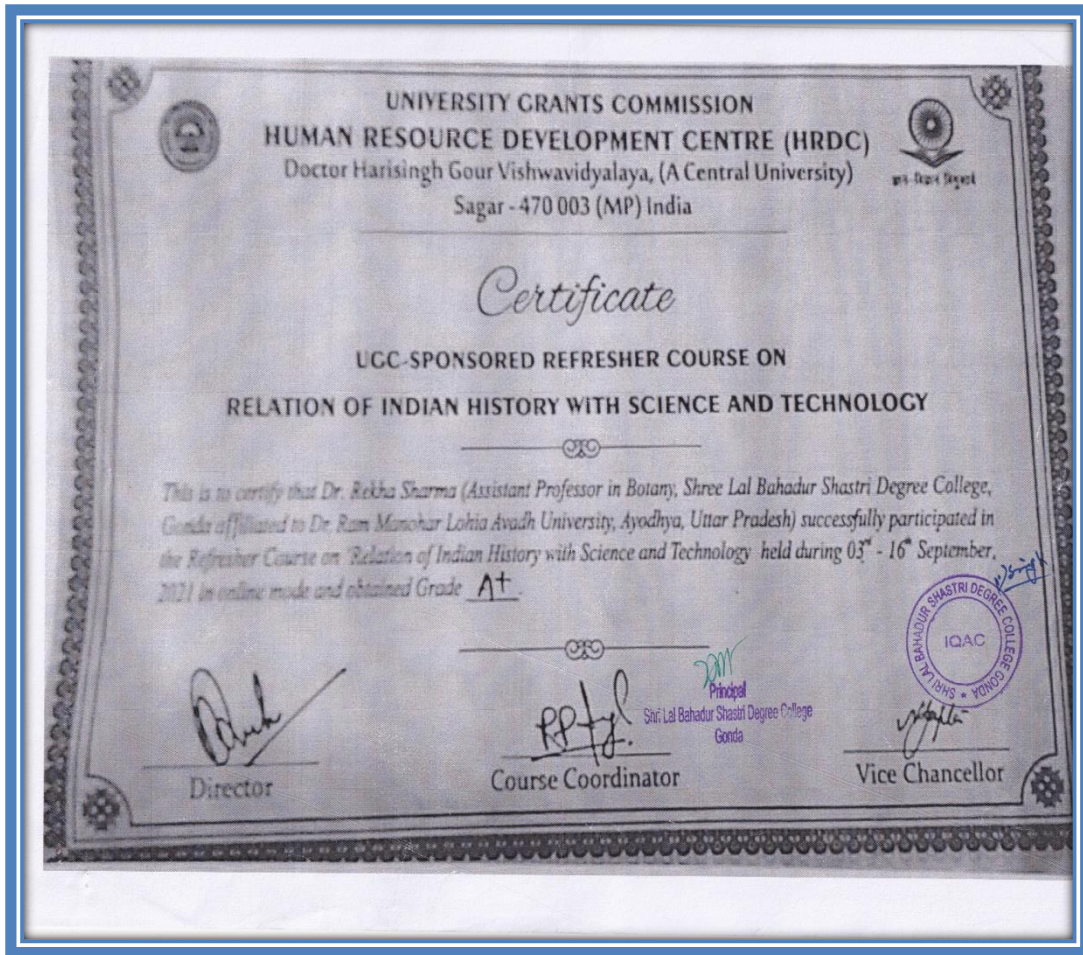 UNIVERSITY GRANTS COMMISSION
HUMAN RESOURCE DEVELOPMENT CENTRE (HRDC)
Doctor Harisingh Gour Vishwavidyalaya, (A Central University)
Sagar - 470 003 (MP) India
Certificate
UGC-SPONSORED REFRESHER COURSE ON
RELATION OF INDIAN HISTORY WITH SCIENCE AND TECHNOLOGY
This is to certify that Dr. Rekha Sharma (Assistant Professor in Botany, Shree Lal Bahadur Shastri Degree College,
Gonda affiliated to Dr. Ram Manohar Lohia Avadh University, Ayodhya, Uttar Pradesh) successfully participated in
the Refresher Course on 'Relation of Indian History with Science and Technology held during 03rd - 16th September,
2021 in online mode and obtained Grade A+.
SHRI LAL BAHADUR SHASTRI DEGREE COLLEGE GONDA
IQAC
Principal
Shri Lal Bahadur Shastri Degree College
Gonda
Director
Course Coordinator
Vice Chancellor